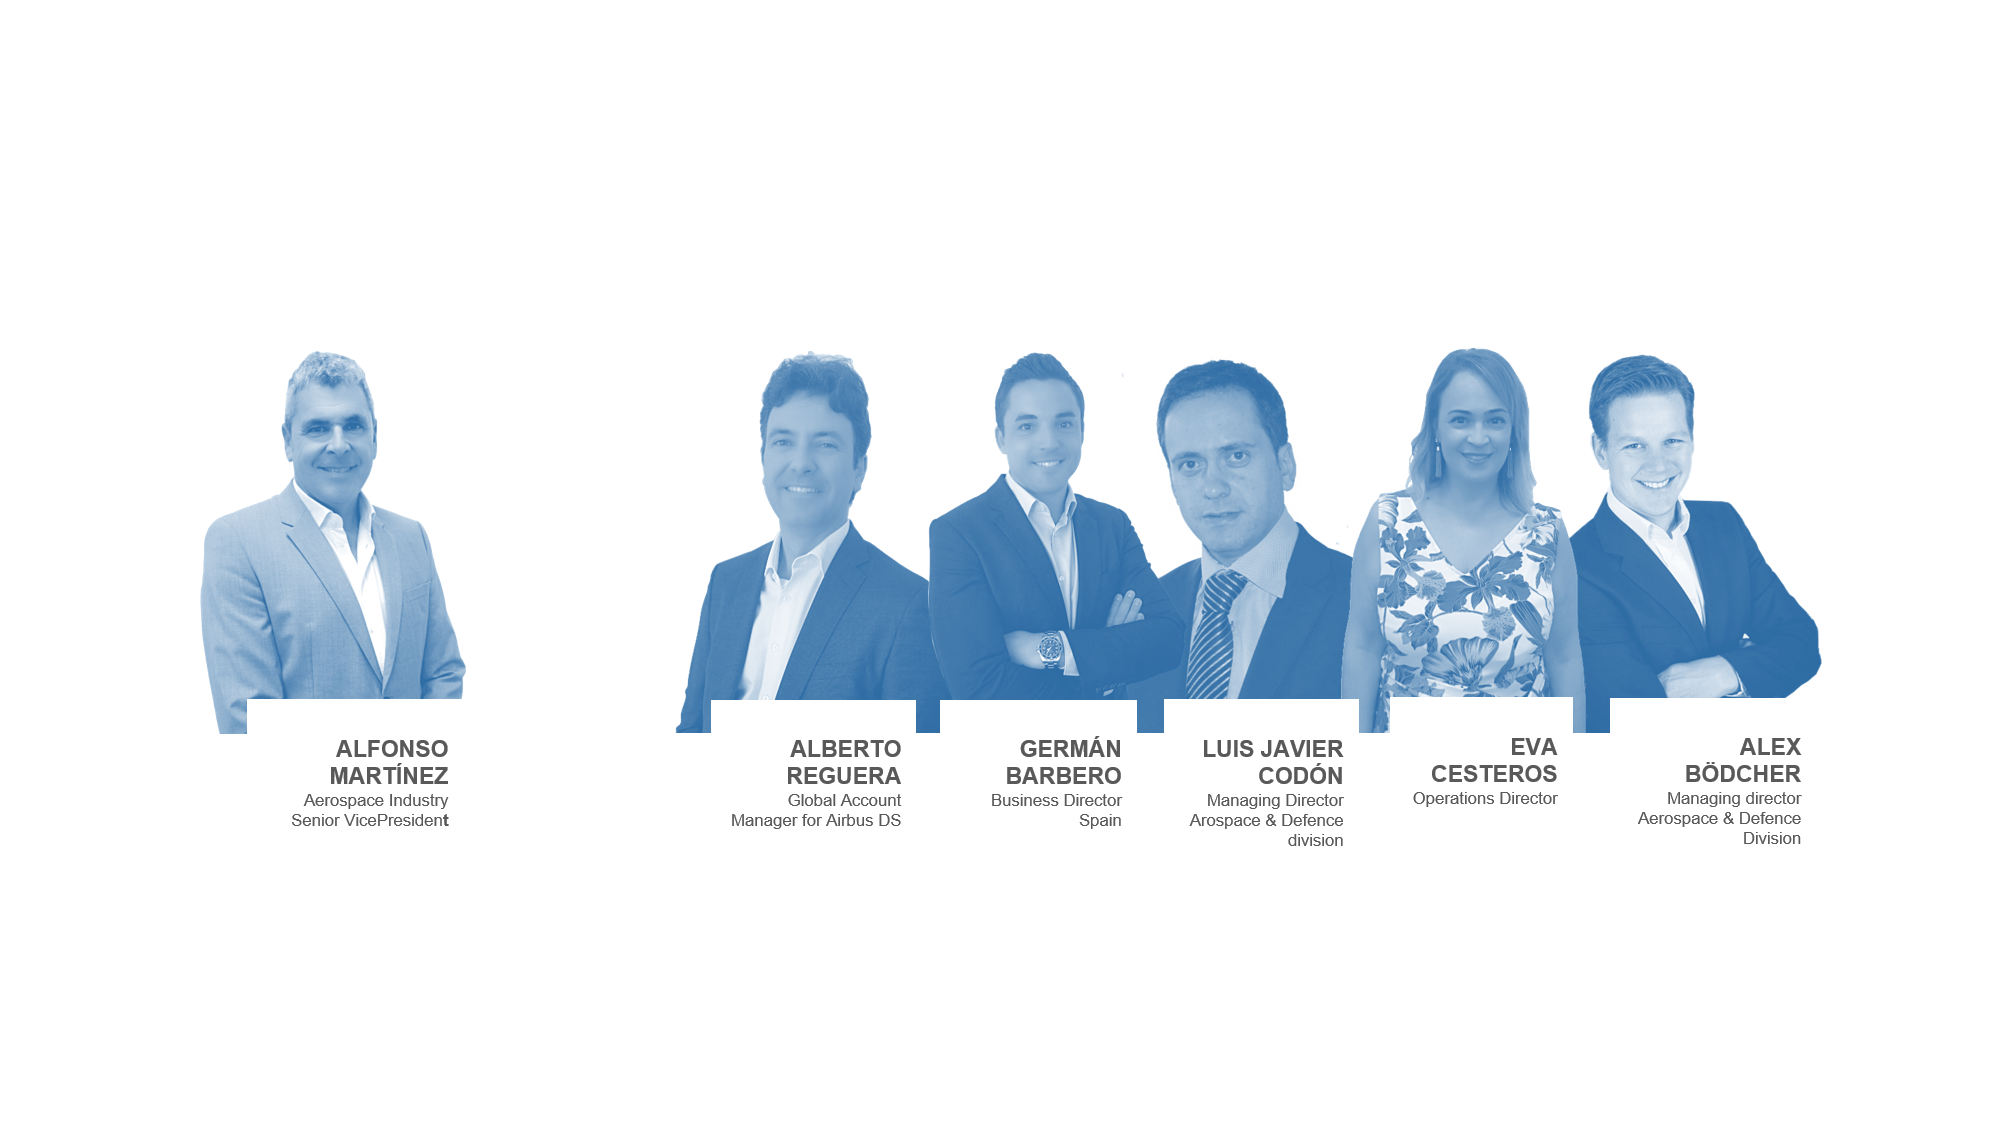 ALFONSO
MARTÍNEZ
Aerospace Industry
Senior VicePresident
ALBERTO
REGUERA
Global Account
Manager for Airbus DS
GERMÁN
BARBERO
Business Director
Spain
LUIS JAVIER
CODÓN
Managing Director
Arospace & Defence
division
EVA
CESTEROS
Operations Director
ALEX
BÖDCHER
Managing director
Aerospace & Defence
Division